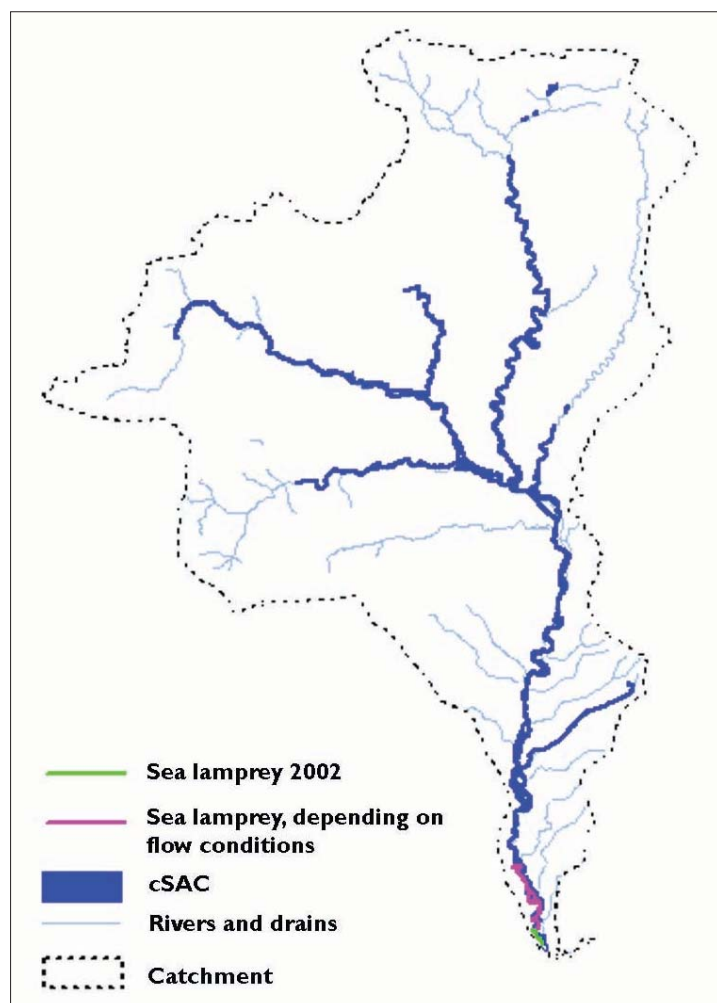 Sea lamprey 2002
Sea lamprey, depending on
flow conditions
cSAC
Rivers and drains
Catchment